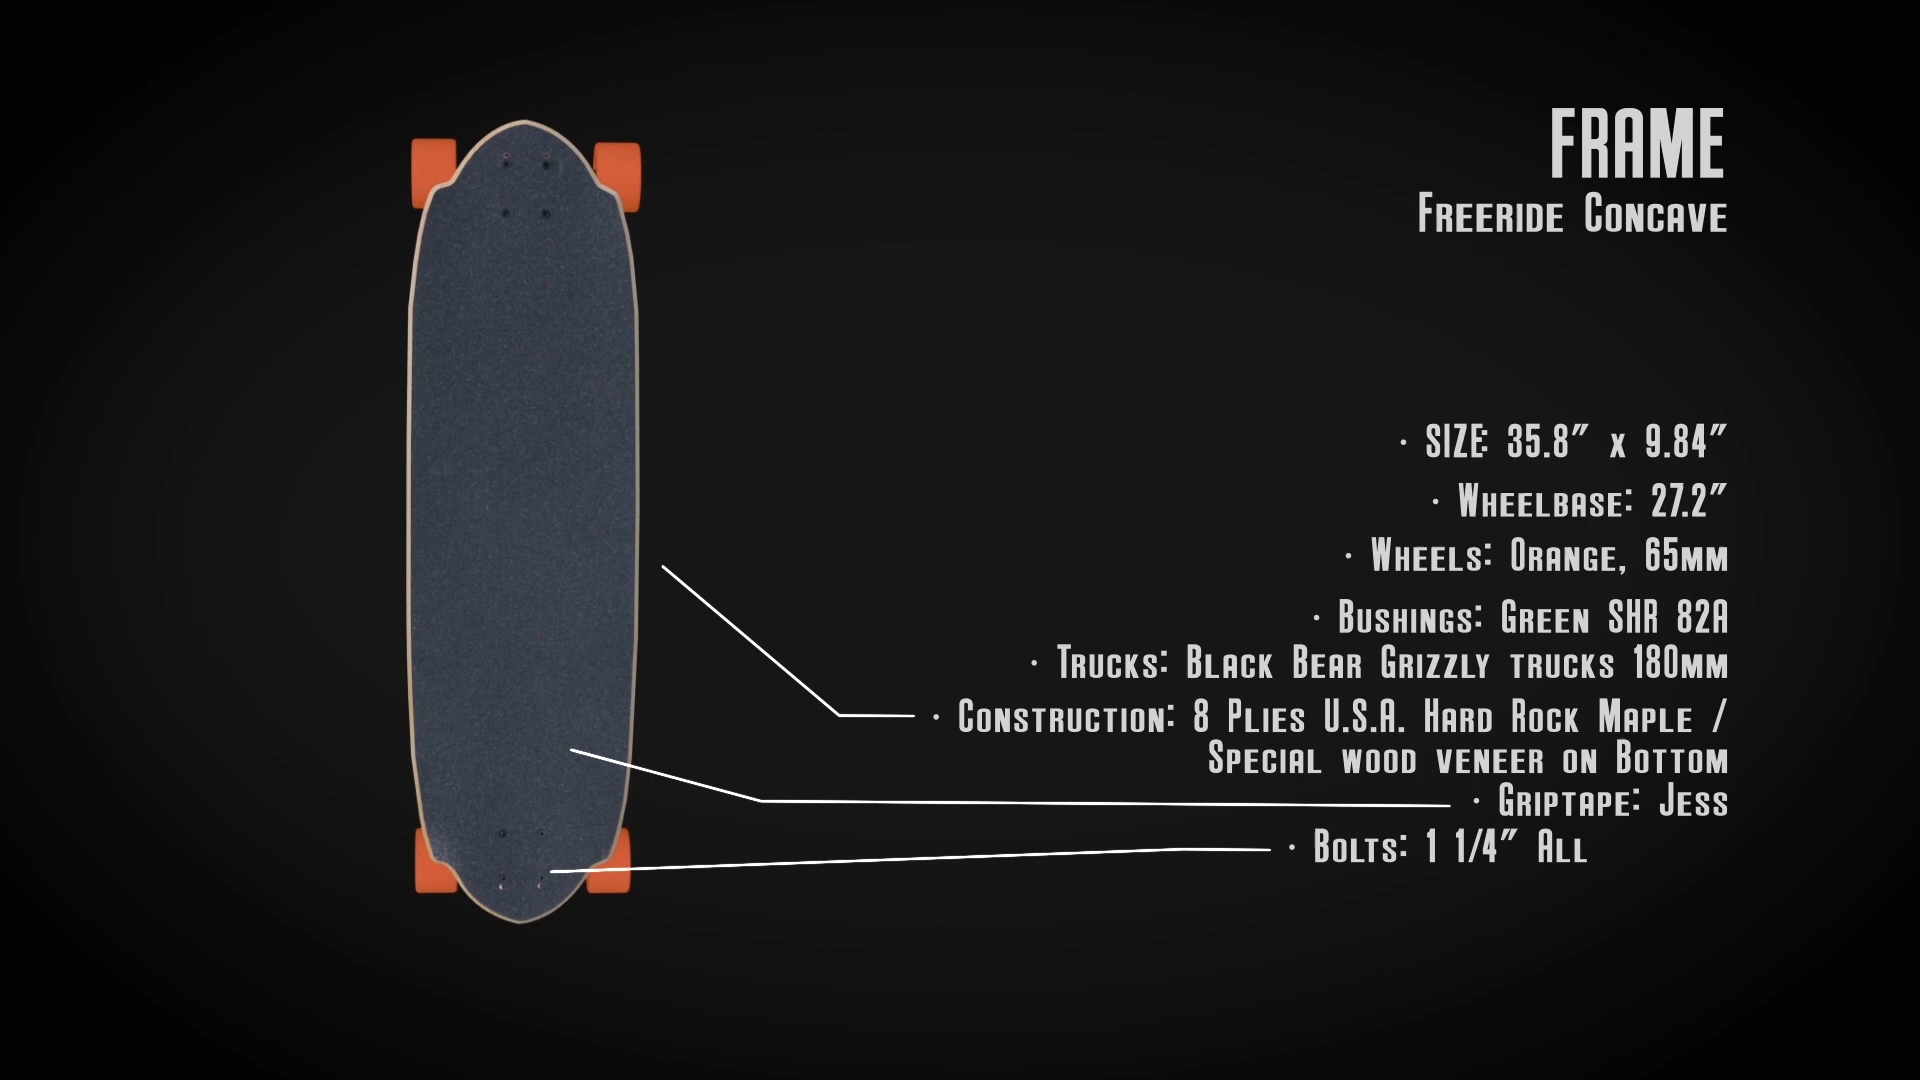 FRAME
Freeride Concave
· SIZE: 35.8″ x 9.84″
· Wheelbase: 27.2″
· Wheels: Orange, 65mm
· Bushings: Green SHR 82A
· Trucks: Black Bear Grizzly trucks 180mm
· Construction: 8 Plies U.S.A. Hard Rock Maple /
Special wood veneer on Bottom
· Griptape: Jess
· Bolts: 1 1/4″ All